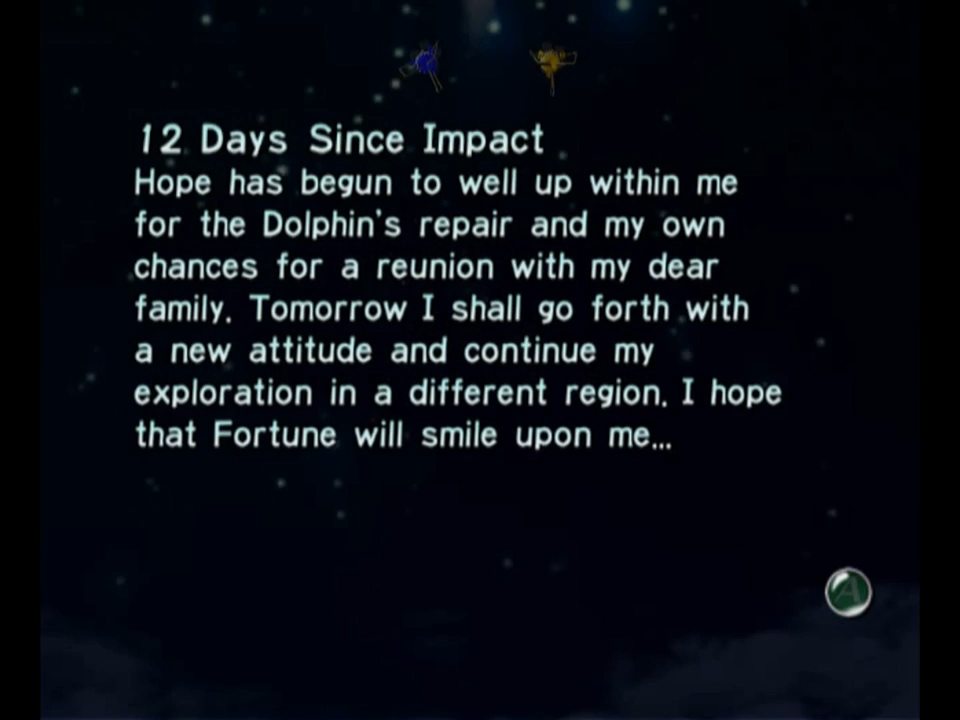 12 Days Since Impact
Hope has begun to well up within me
for the Dolphin's repair and my own
chances for a reunion with my dear
family. Tomorrow I shall go forth with
a new attitude and continue my
exploration in a different region. I hope
that Fortune will smile upon me...
A